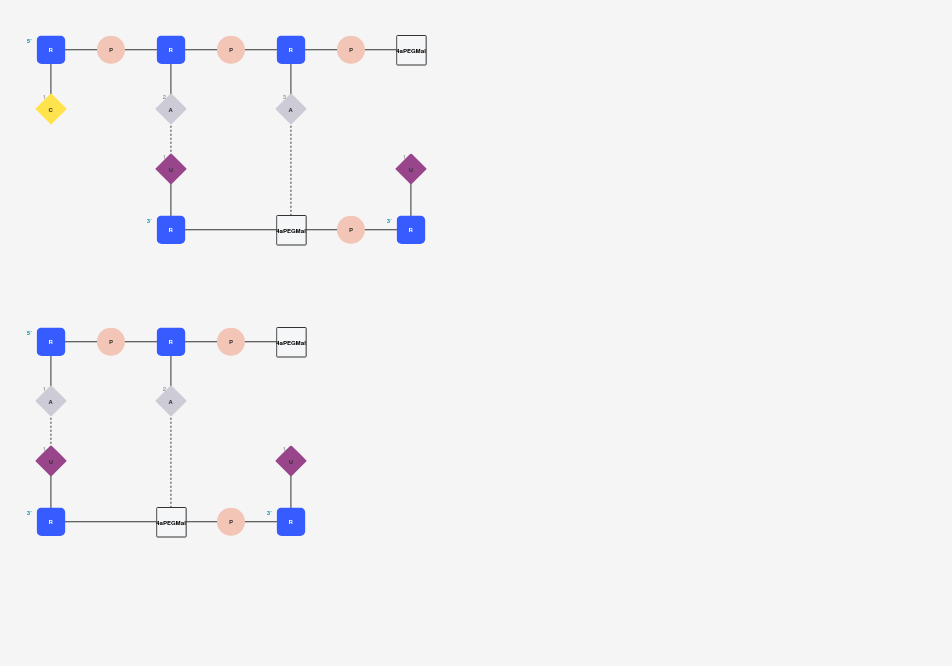 5' R P R P R P 4aPEGMal
1 C 2 A 3 A
1 U 1 U
3' R 4aPEGMal P 3' R
5' R P R P 4aPEGMal
1 A 2 A
1 U 1 U
3' R 4aPEGMal P 3' R